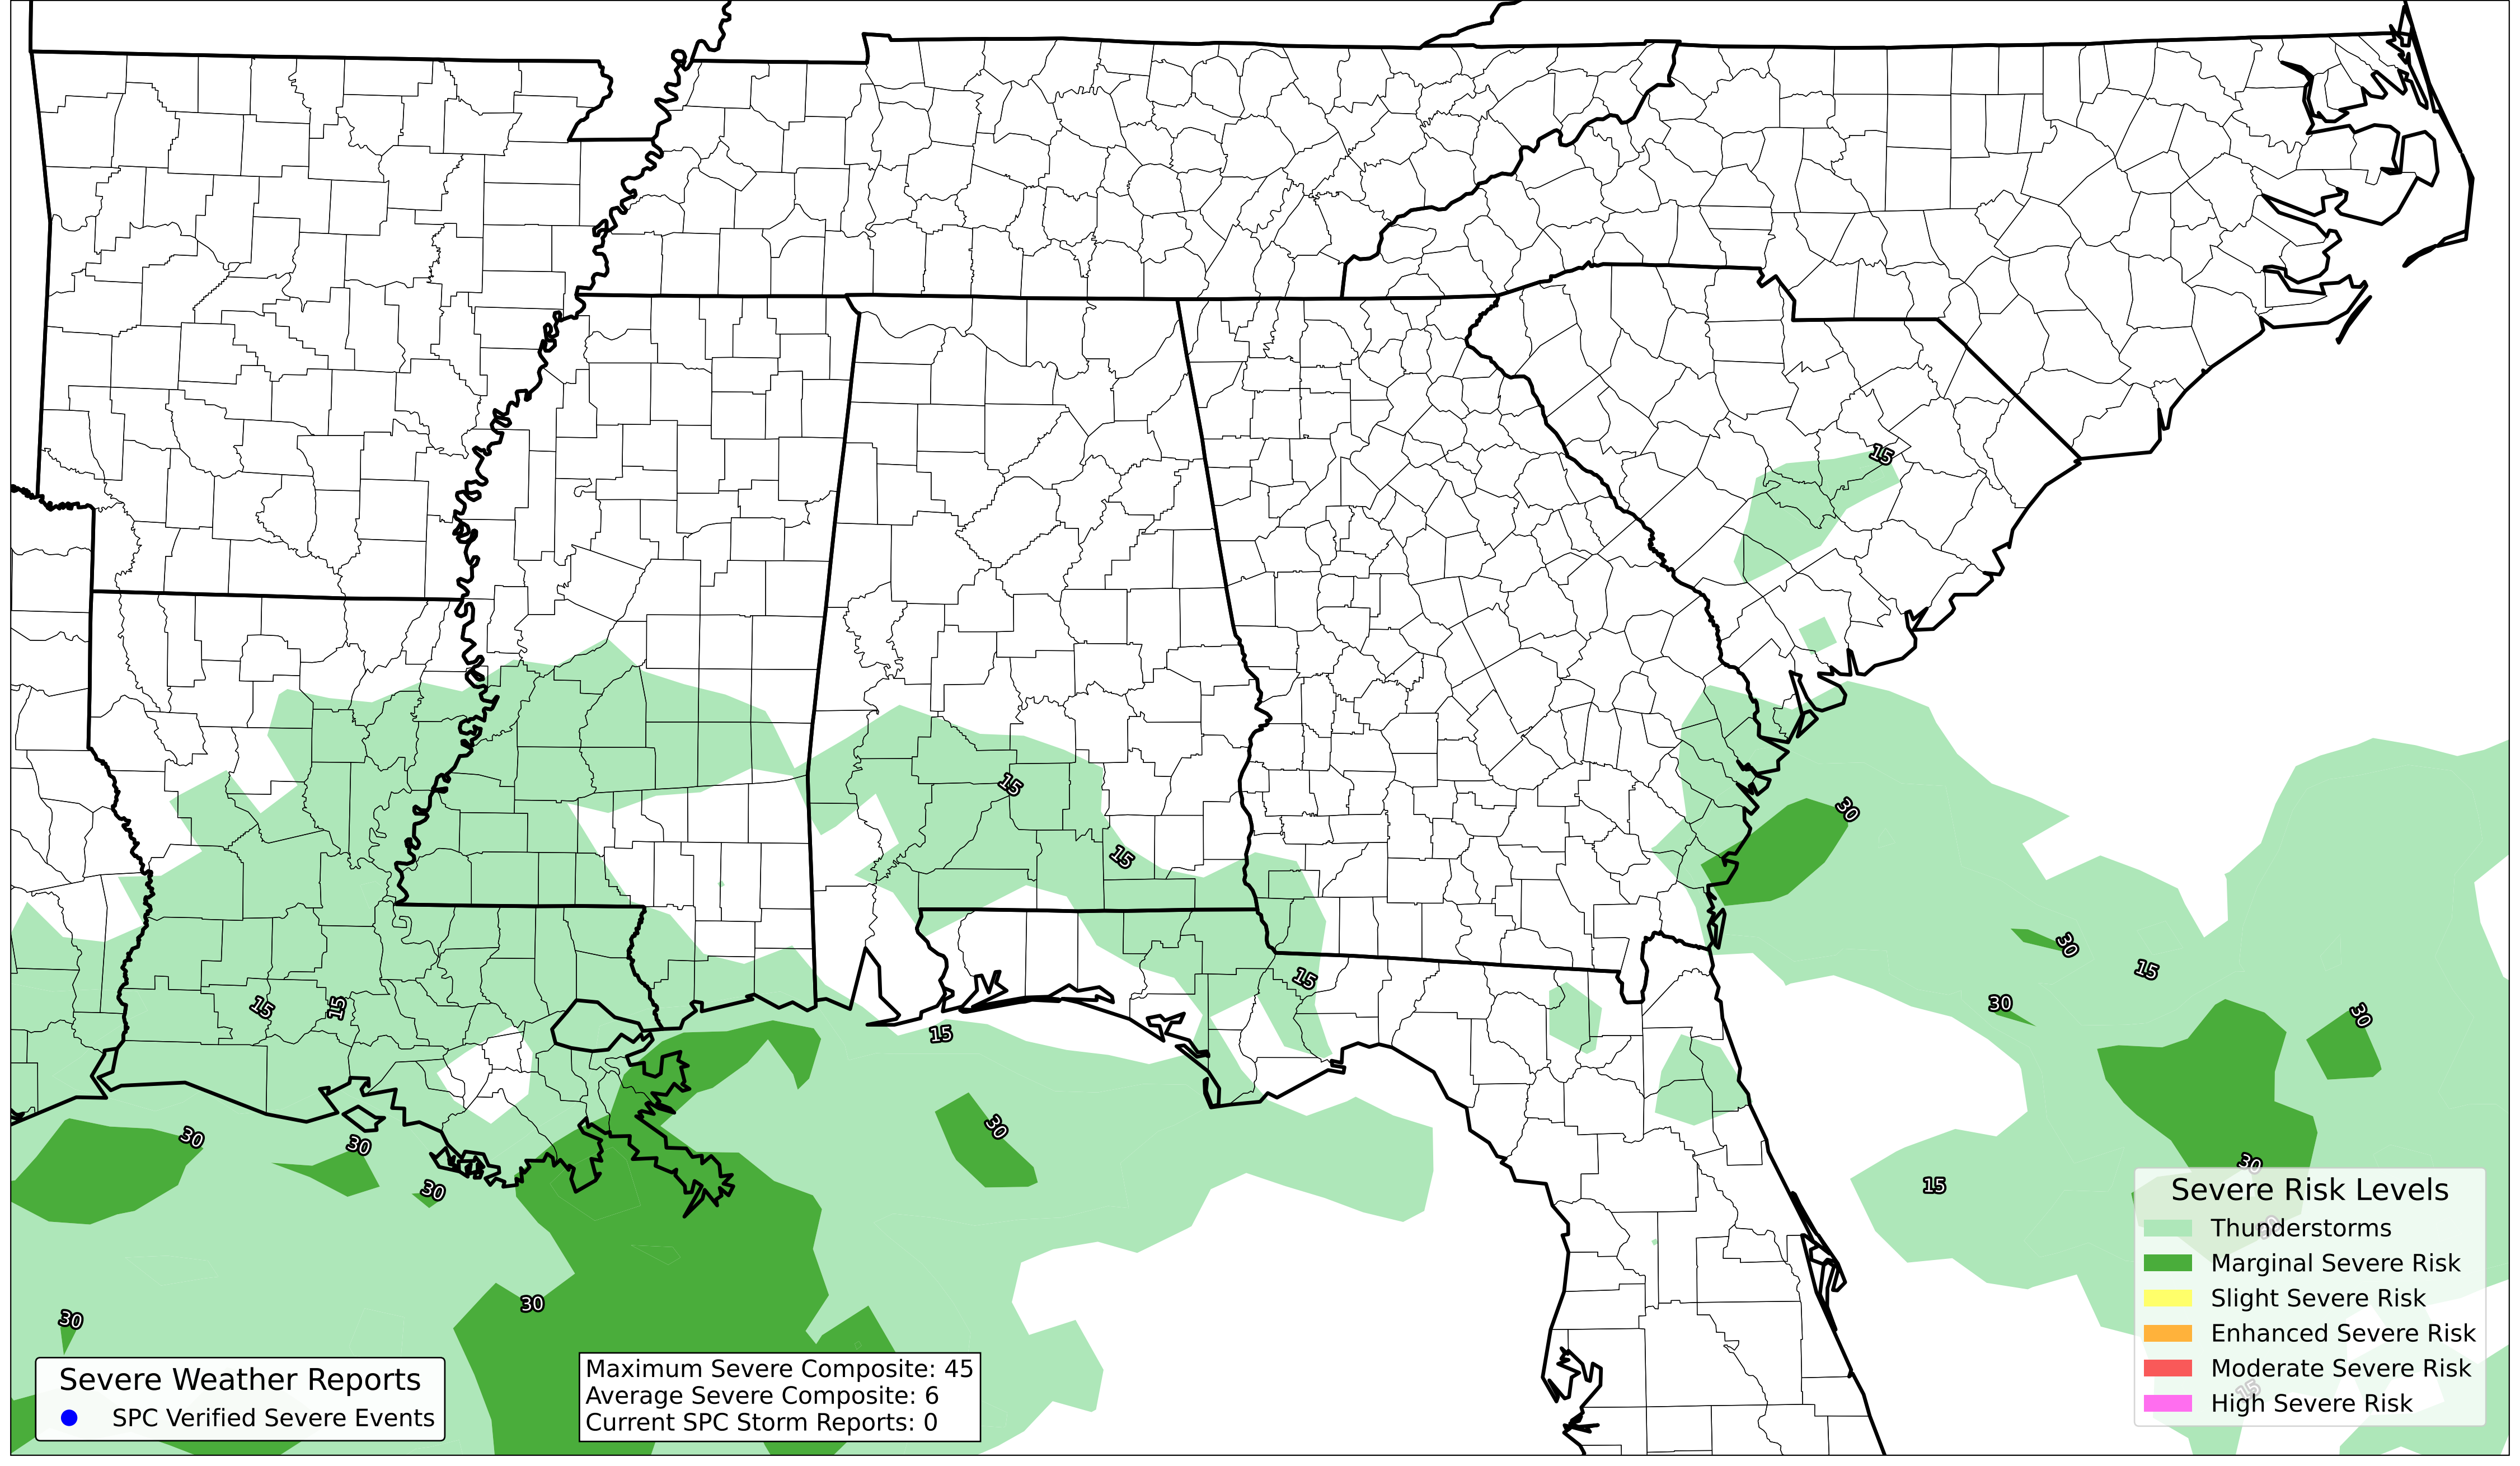 15
15
15
30
15
30
15
15
30
30
15
15
15
30
30
30
30
30
30
15
30
30
30
30
Severe Risk Levels
Thunderstorms
Marginal Severe Risk
Slight Severe Risk
Enhanced Severe Risk
Moderate Severe Risk
High Severe Risk
15
Severe Weather Reports
SPC Verified Severe Events
Maximum Severe Composite: 45
Average Severe Composite: 6
Current SPC Storm Reports: 0